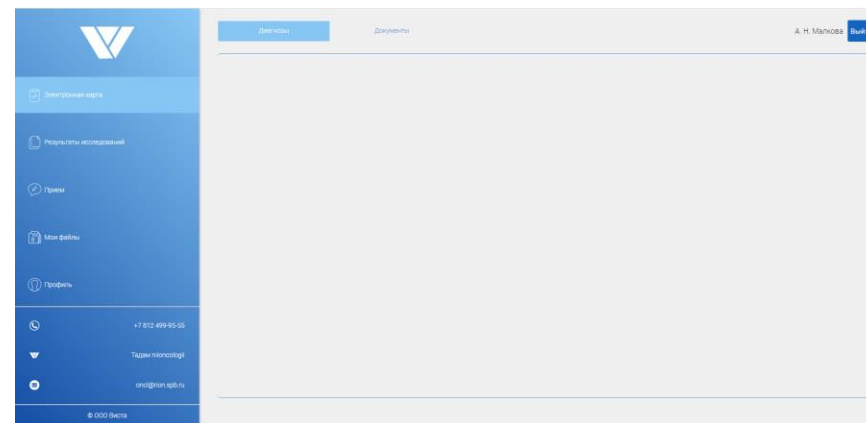 Диагнозы
Документы
А. Н. Малкова
Вый
Электронная карта
Результаты исследований
Прием
Мои файлы
Профиль
+7 812 499-95-55
onci@rion.spb.ru
© ООО Виста